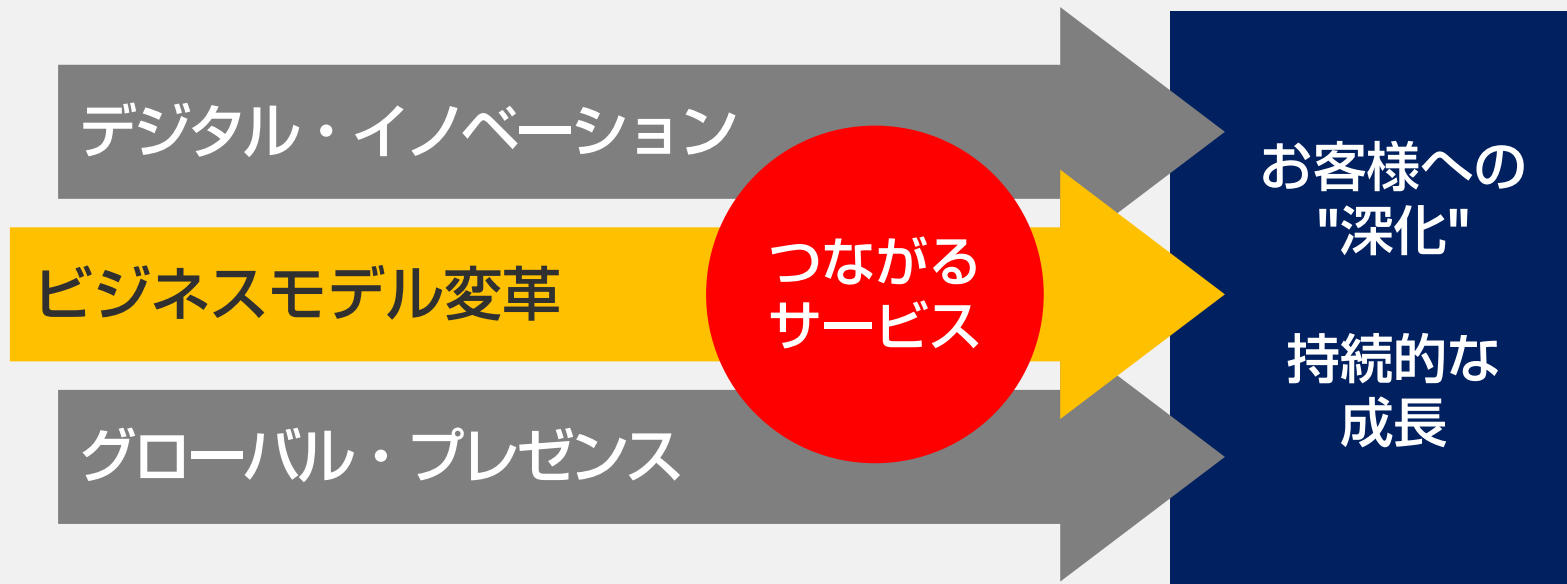 デジタル・イノベーション
ビジネスモデル変革
グローバル・プレゼンス
つながる
サービス
お客様への
"深化"
持続的な
成長